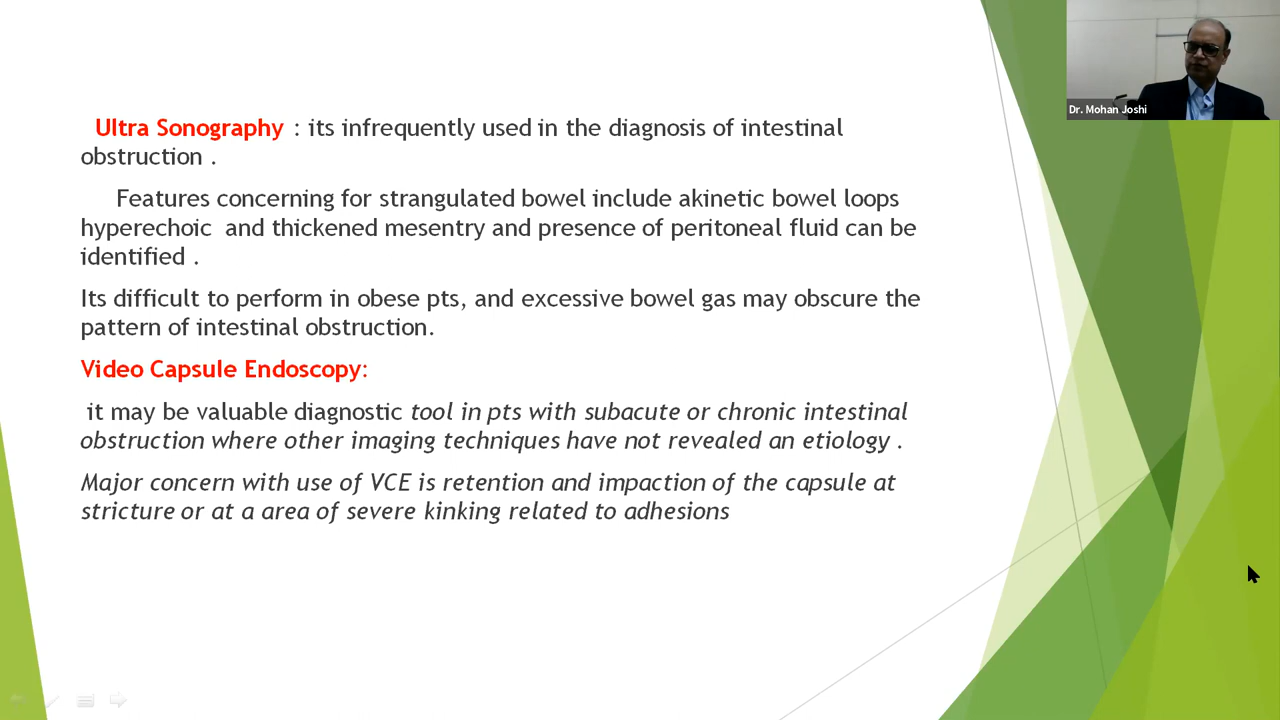 Dr. Mohan Joshi
Ultra Sonography : its infrequently used in the diagnosis of intestinal
obstruction .
Features concerning for strangulated bowel include akinetic bowel loops
hyperechoic and thickened mesentry and presence of peritoneal fluid can be
identified .
Its difficult to perform in obese pts, and excessive bowel gas may obscure the
pattern of intestinal obstruction.
Video Capsule Endoscopy:
it may be valuable diagnostic tool in pts with subacute or chronic intestinal
obstruction where other imaging techniques have not revealed an etiology .
Major concern with use of VCE is retention and impaction of the capsule at
stricture or at a area of severe kinking related to adhesions